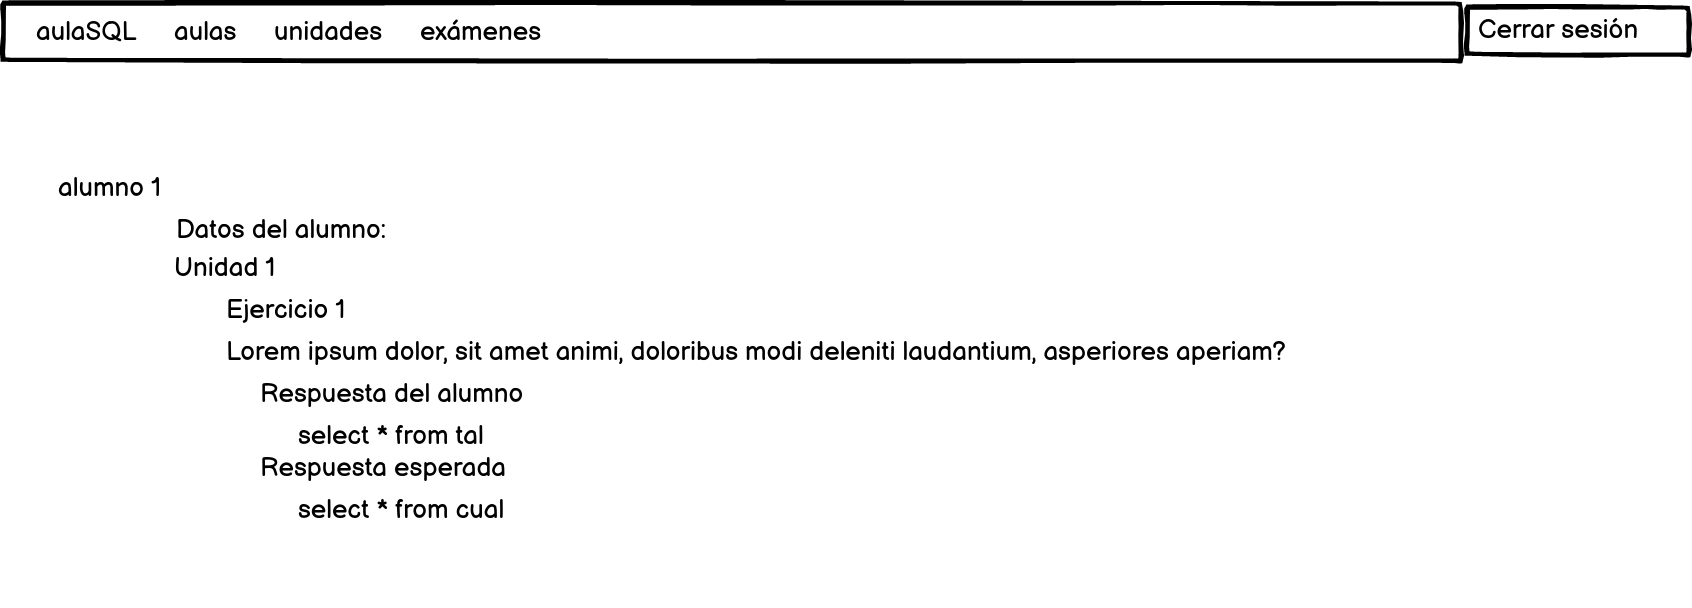 aulaSQL aulas unidades exámenes Cerrar sesión
alumno 1
Datos del alumno:
Unidad 1
Ejercicio 1
Lorem ipsum dolor, sit amet animi, doloribus modi deleniti laudantium, asperiores aperiam?
Respuesta del alumno
select * from tal
Respuesta esperada
select * from cual